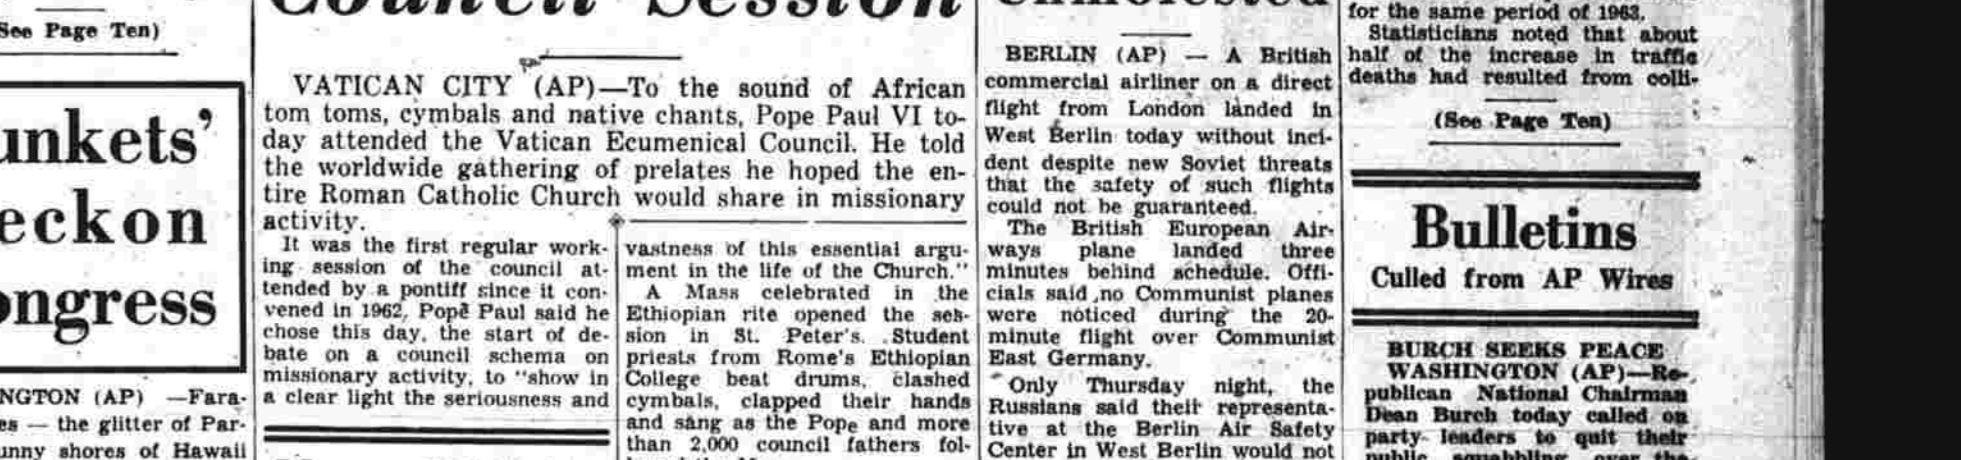 See Page Ten)
unkets'
eckon
ongress
NGTON (AP) —Fara-
es — the glitter of Par-
unny shores of Hawaii
Council Session
VATICAN CITY (AP)—To the sound of African
tom toms, cymbals and native chants, Pope Paul VI to-
day attended the Vatican Ecumenical Council. He told
the worldwide gathering of prelates he hoped the en-
tire Roman Catholic Church would share in missionary
activity.
It was the first regular work-
ing session of the council at-
tended by a pontiff since it con-
vened in 1962, Pope Paul said he
chose this day, the start of de-
bate on a council schema on
missionary activity, to "show in
a clear light the seriousness and
vastness of this essential argu-
ment in the life of the Church."
A Mass celebrated in the
Ethiopian rite opened the ses-
sion in St. Peter's. Student
priests from Rome's Ethiopian
College beat drums, clashed
cymbals, clapped their hands
and sang as the Pope and more
than 2,000 council fathers fol-
Unmolested
BERLIN (AP) — A British
commercial airliner on a direct
flight from London landed in
West Berlin today without inci-
dent despite new Soviet threats
that the safety of such flights
could not be guaranteed.
The British European Air-
ways plane landed three
minutes behind schedule. Offi-
cials said no Communist planes
were noticed during the 20-
minute flight over Communist
East Germany.
Only Thursday night, the
Russians said their representa-
tive at the Berlin Air Safety
Center in West Berlin would not
for the same period of 1963.
Statisticians noted that about
half of the increase in traffic
deaths had resulted from colli-
(See Page Ten)
Bulletins
Culled from AP Wires
BURCH SEEKS PEACE
WASHINGTON (AP)—Re-
publican National Chairman
Dean Burch today called on
party leaders to quit their
public squabbling over the